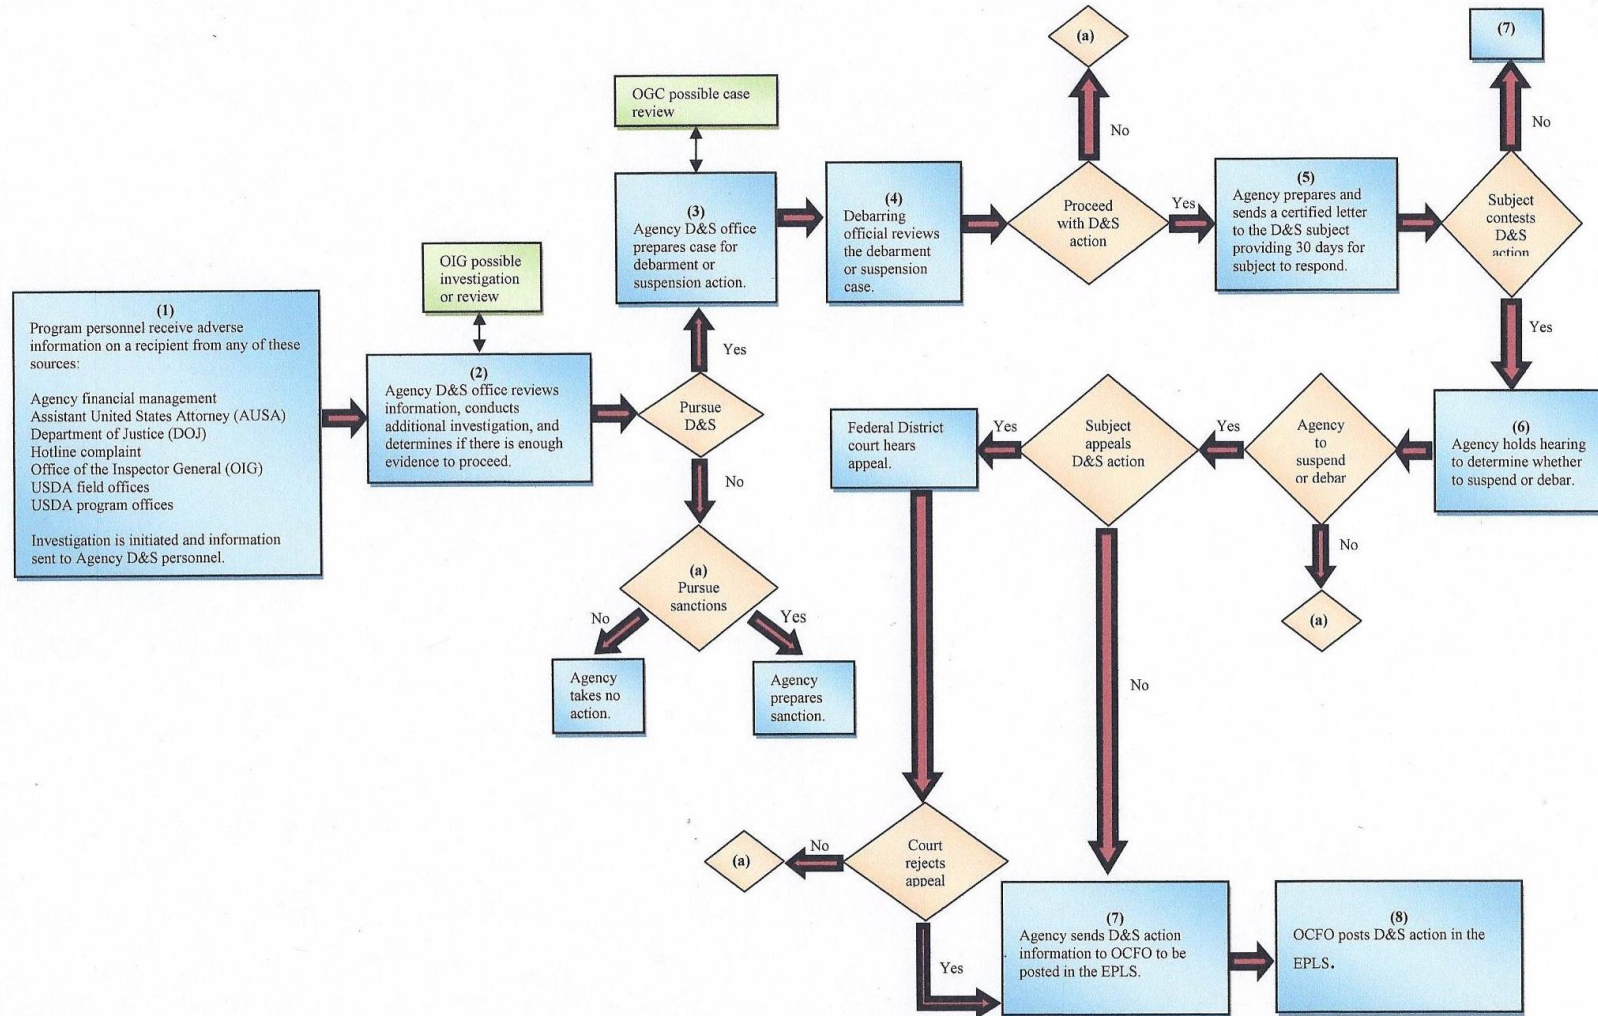 (1)
Program personnel receive adverse
information on a recipient from any of these
sources:
Agency financial management
Assistant United States Attorney (AUSA)
Department of Justice (DOJ)
Hotline complaint
Office of the Inspector General (OIG)
USDA field offices
USDA program offices
Investigation is initiated and information
sent to Agency D&S personnel.
OIG possible
investigation
or review
(2)
Agency D&S office reviews
information, conducts
additional investigation, and
determines if there is enough
evidence to proceed.
Pursue
D&S
Yes
No
(a)
Pursue
sanctions
No
Yes
Agency
takes no
action.
Agency
prepares
sanction.
OGC possible case
review
(3)
Agency D&S office
prepares case for
debarment or
suspension action.
(4)
Debarring
official reviews
the debarment
or suspension
case.
Proceed
with D&S
action
No
(a)
Yes
(5)
Agency prepares and
sends a certified letter
to the D&S subject
providing 30 days for
subject to respond.
Subject
contests
D&S
action
No
(7)
Yes
(6)
Agency holds hearing
to determine whether
to suspend or debar.
Agency
to
suspend
or debar
No
(a)
Yes
Subject
appeals
D&S action
Yes
Federal District
court hears
appeal.
No
Court
rejects
appeal
No
(a)
Yes
(7)
Agency sends D&S action
information to OCFO to be
posted in the EPLS.
(8)
OCFO posts D&S action in the
EPLS.